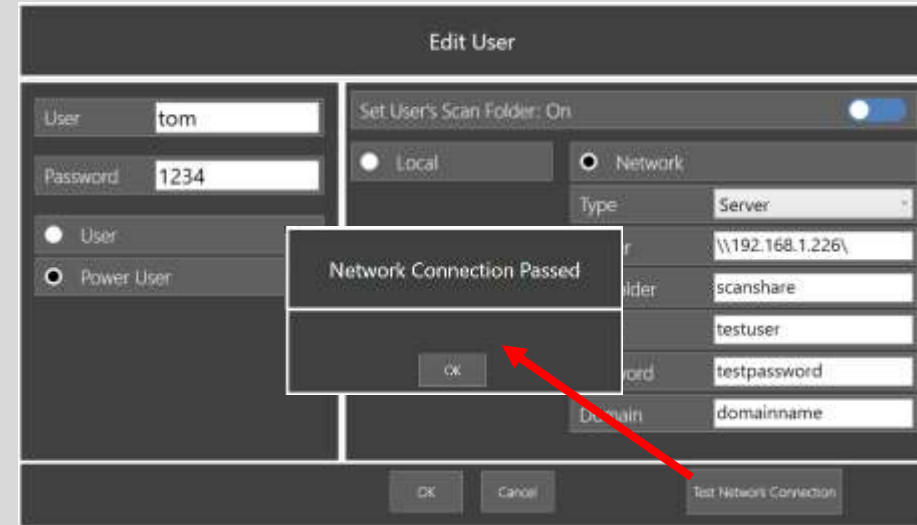 Edit User
User tom
Password 1234
User
Power User
Set User's Scan Folder: On
Local
Network
Type Server
\\192.168.1.226\
scanshare
testuser
testpassword
Domain domainname
Network Connection Passed
OK
OK Cancel Test Network Connection